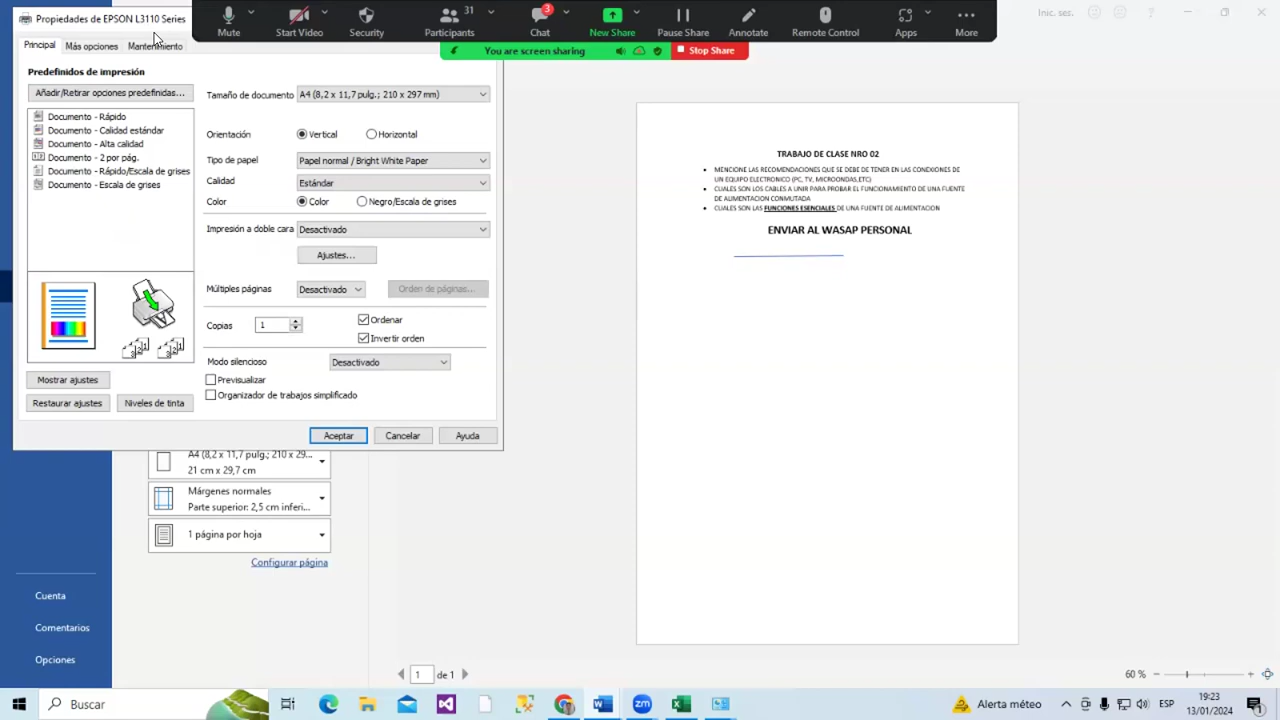 Propiedades de EPSON L3110 Series
Mute
Start Video
Security
31
Participants
3
Chat
New Share
Pause Share
Annotate
Remote Control
Apps
More
Inic. ses.
You are screen sharing
Stop Share
Principal
Más opciones
Mantenimiento
Predefinidos de impresión
Añadir/Retirar opciones predefinidas...
Documento - Rápido
Documento - Calidad estándar
Documento - Alta calidad
Documento - 2 por pág.
Documento - Rápido/Escala de grises
Documento - Escala de grises
Mostrar ajustes
Restaurar ajustes
Niveles de tinta
Tamaño de documento
A4 (8,2 x 11,7 pulg.; 210 x 297 mm)
Orientación
Vertical
Horizontal
Tipo de papel
Papel normal / Bright White Paper
Calidad
Estándar
Color
Color
Negro/Escala de grises
Impresión a doble cara
Desactivado
Ajustes...
Múltiples páginas
Desactivado
Orden de páginas...
Copias
1
Ordenar
Invertir orden
Modo silencioso
Desactivado
Previsualizar
Organizador de trabajos simplificado
Aceptar
Cancelar
Ayuda
A4 (8,2 x 11,7 pulg.; 210 x 29...
21 cm x 29,7 cm
Márgenes normales
Parte superior: 2,5 cm inferi...
1 página por hoja
Configurar página
Cuenta
Comentarios
Opciones
TRABAJO DE CLASE NRO 02
• MENCIONE LAS RECOMENDACIONES QUE SE DEBE DE TENER EN LAS CONEXIONES DE
UN EQUIPO ELECTRONICO (PC, TV, MICROONDAS,ETC)
• CUALES SON LOS CABLES A UNIR PARA PROBAR EL FUNCIONAMIENTO DE UNA FUENTE
DE ALIMENTACION CONMUTADA
• CUALES SON LAS FUNCIONES ESENCIALES DE UNA FUENTE DE ALIMENTACION
ENVIAR AL WASAP PERSONAL
1 de 1
60 %
Buscar
Alerta méteo
ESP
19:23
13/01/2024
1